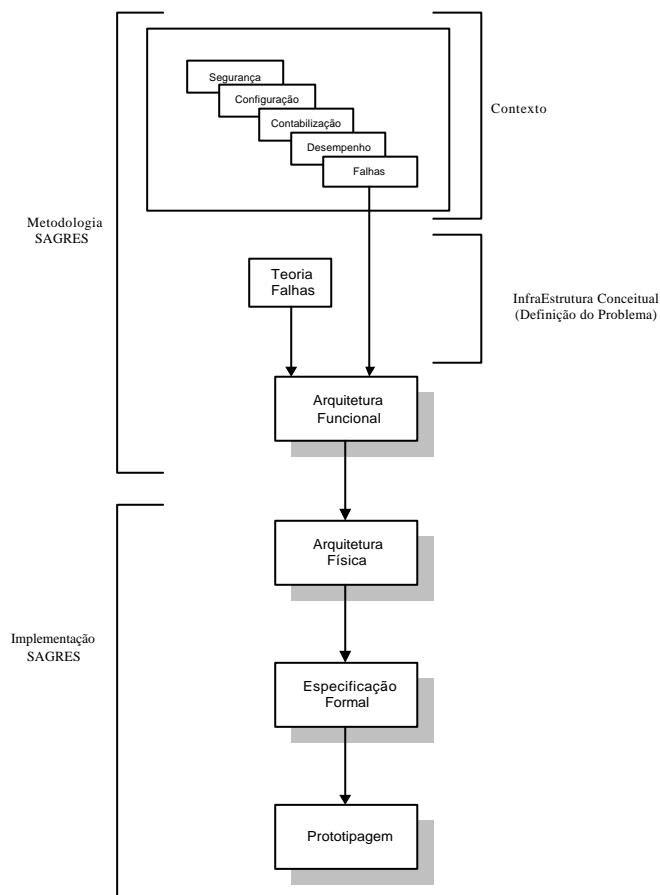 Segurança
Configuração
Contabilização
Desempenho
Falhas
Contexto
Metodologia
SAGRES
Teoria
Falhas
InfraEstrutura Conceitual
(Definição do Problema)
Arquitetura
Funcional
Arquitetura
Física
Implementação
SAGRES
Especificação
Formal
Prototipagem